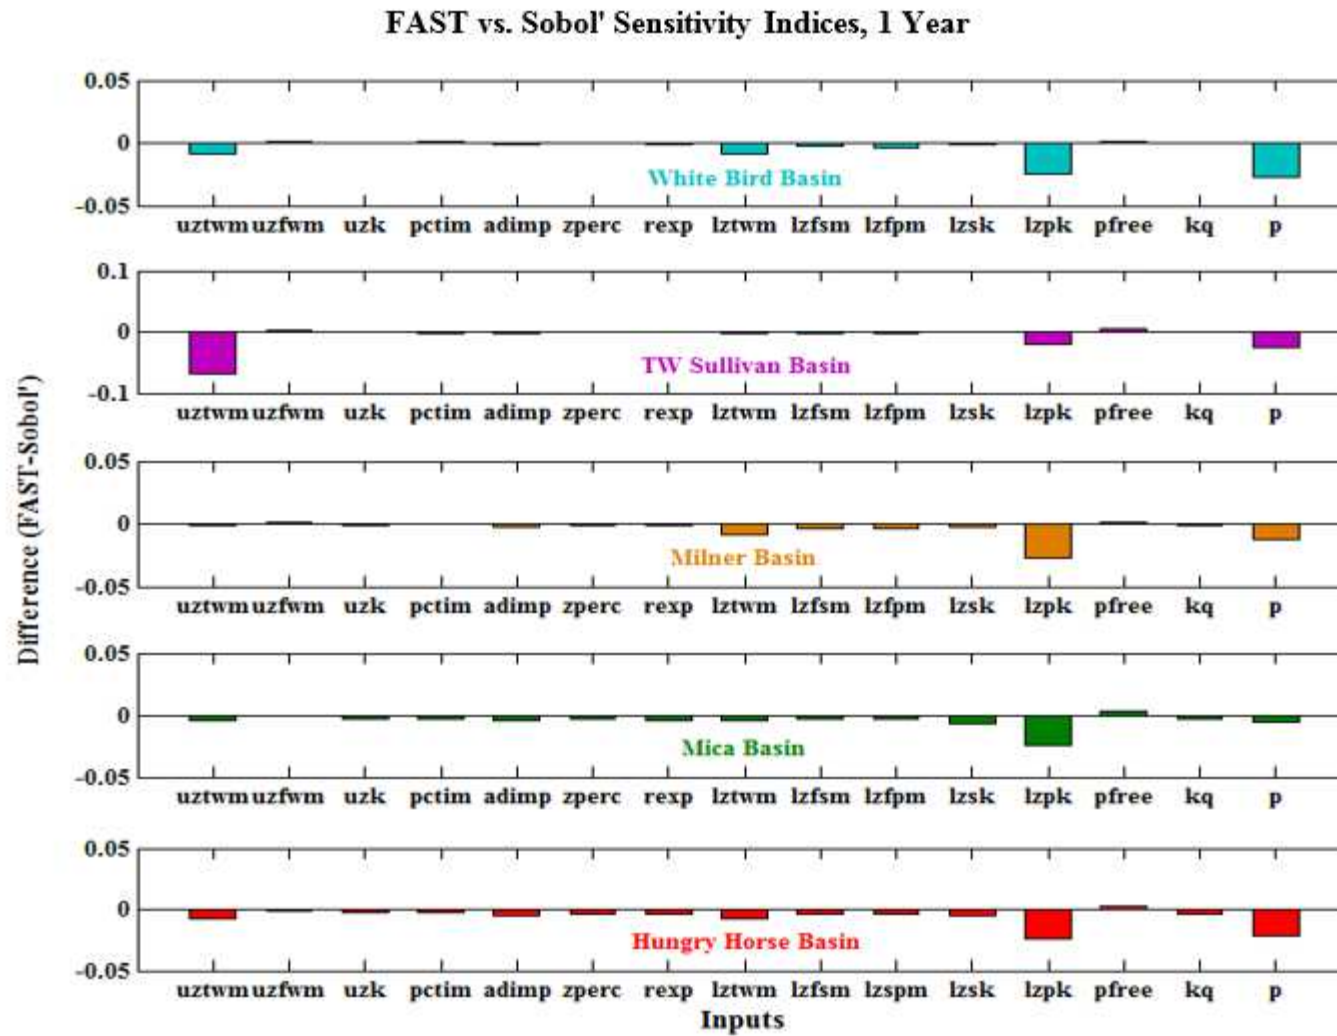 FAST vs. Sobol' Sensitivity Indices, 1 Year
Difference (FAST-Sobol')
0.05
0
-0.05
White Bird Basin
uztwm uzfwm uzk pctim adimp zperc rexp lztwm lzfsm lzfpm lzsk lzpk pfree kq p
0.1
0
-0.1
TW Sullivan Basin
uztwm uzfwm uzk pctim adimp zperc rexp lztwm lzfsm lzfpm lzsk lzpk pfree kq p
0.05
0
-0.05
Milner Basin
uztwm uzfwm uzk pctim adimp zperc rexp lztwm lzfsm lzfpm lzsk lzpk pfree kq p
0.05
0
-0.05
Mica Basin
uztwm uzfwm uzk pctim adimp zperc rexp lztwm lzfsm lzfpm lzsk lzpk pfree kq p
0.05
0
-0.05
Hungry Horse Basin
uztwm uzfwm uzk pctim adimp zperc rexp lztwm lzfsm lzspm lzsk lzpk pfree kq p
Inputs